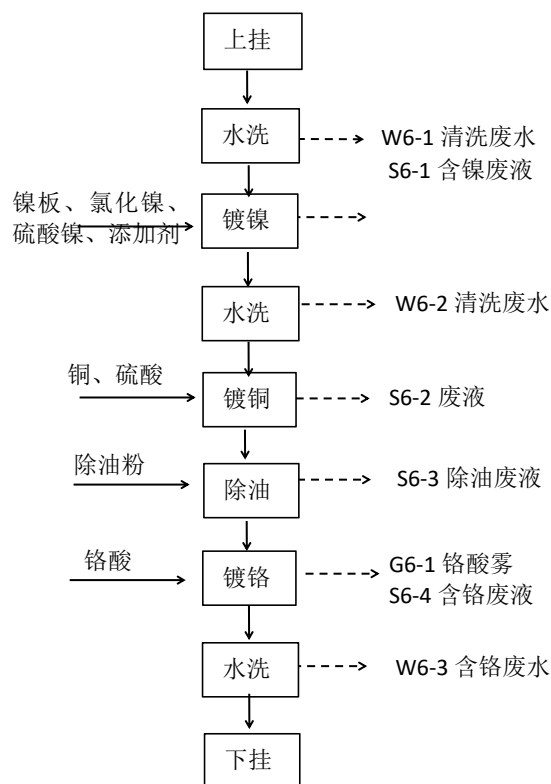 上挂
水洗
W6-1 清洗废水
S6-1 含镍废液
镍板、氯化镍、
硫酸镍、添加剂
镀镍
水洗
W6-2 清洗废水
铜、硫酸
镀铜
S6-2 废液
除油粉
除油
S6-3 除油废液
铬酸
镀铬
G6-1 铬酸雾
S6-4 含铬废液
水洗
W6-3 含铬废水
下挂